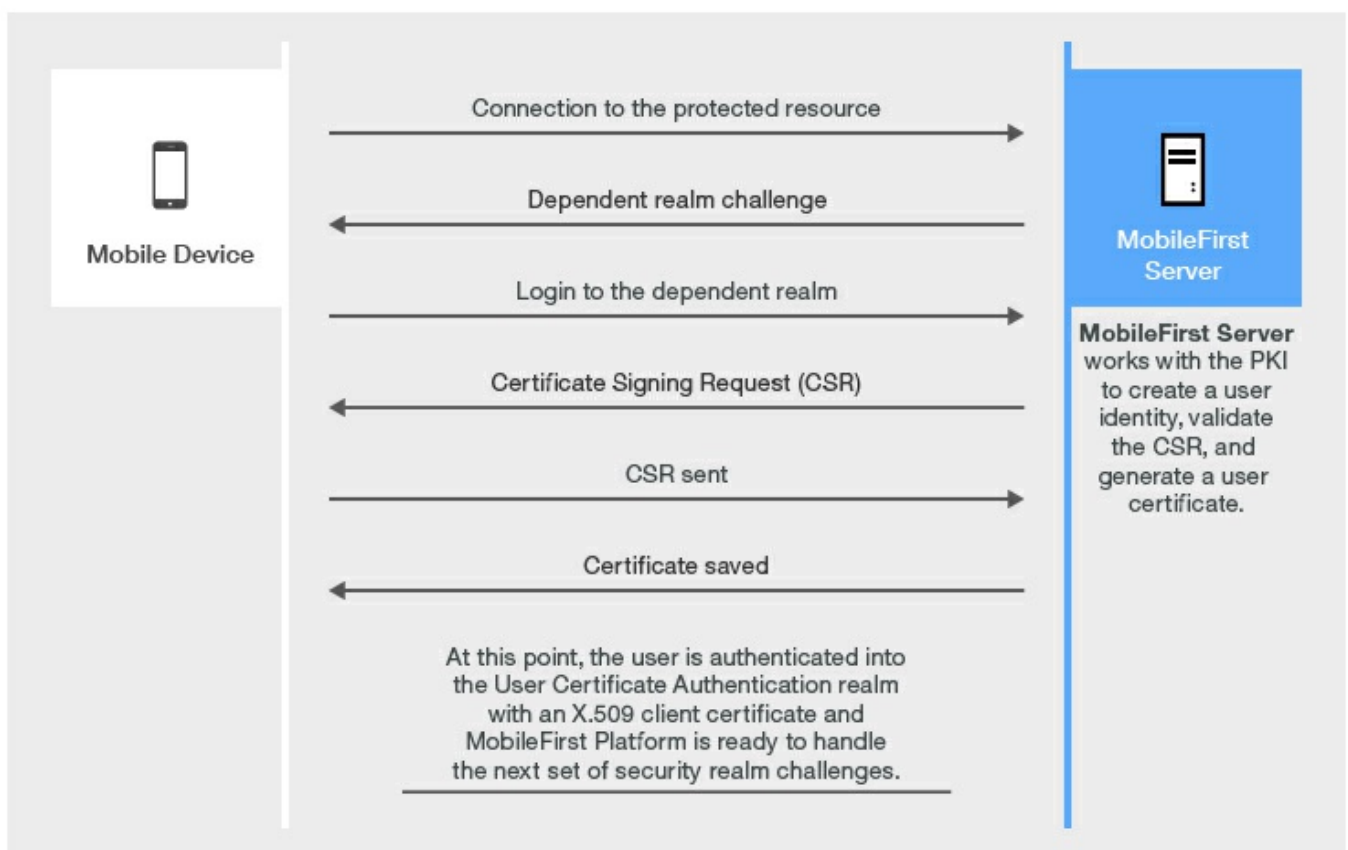 Connection to the protected resource
Dependent realm challenge
Mobile Device
MobileFirst
Server
Login to the dependent realm
MobileFirst Server
works with the PKI
to create a user
identity, validate
the CSR, and
generate a user
certificate.
Certificate Signing Request (CSR)
CSR sent
Certificate saved
At this point, the user is authenticated into
the User Certificate Authentication realm
with an X.509 client certificate and
MobileFirst Platform is ready to handle
the next set of security realm challenges.